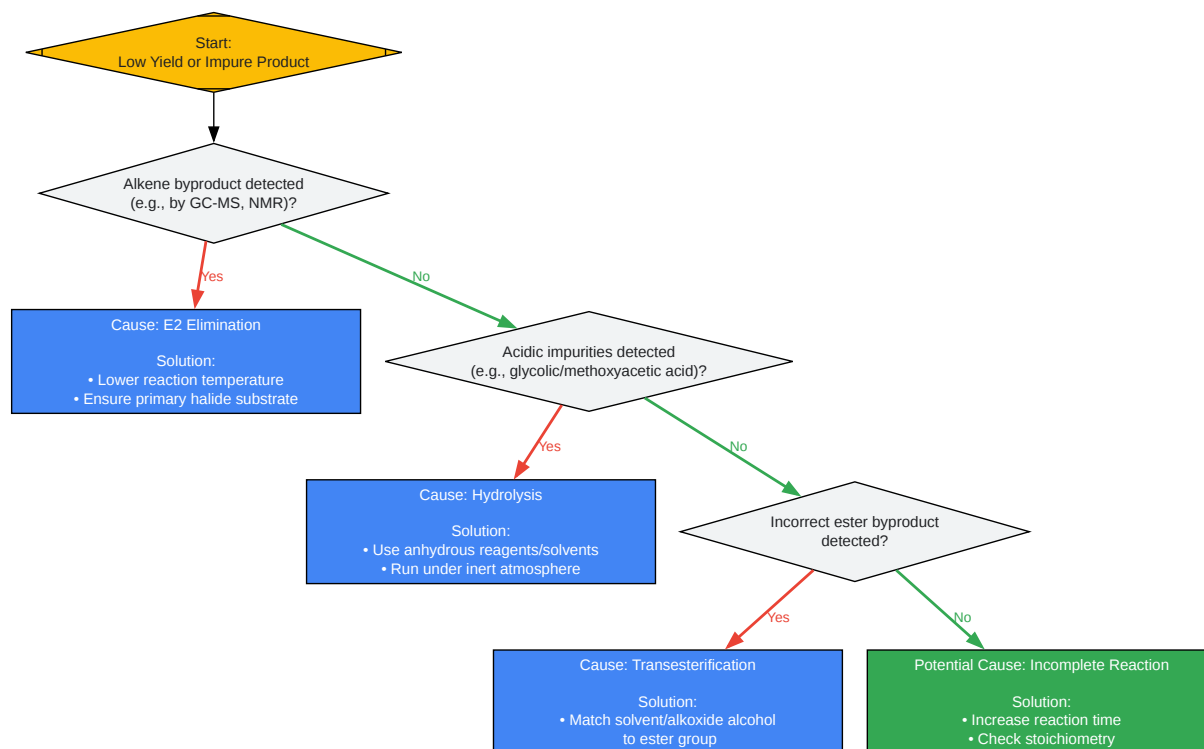 Start:
Low Yield or Impure Product
Alkene byproduct detected
(e.g., by GC-MS, NMR)?
Yes
No
Cause: E2 Elimination
Solution:
• Lower reaction temperature
• Ensure primary halide substrate
Acidic impurities detected
(e.g., glycolic/methoxyacetic acid)?
Yes
No
Cause: Hydrolysis
Solution:
• Use anhydrous reagents/solvents
• Run under inert atmosphere
Incorrect ester byproduct
detected?
Yes
No
Cause: Transesterification
Solution:
• Match solvent/alkoxide alcohol
to ester group
Potential Cause: Incomplete Reaction
Solution:
• Increase reaction time
• Check stoichiometry